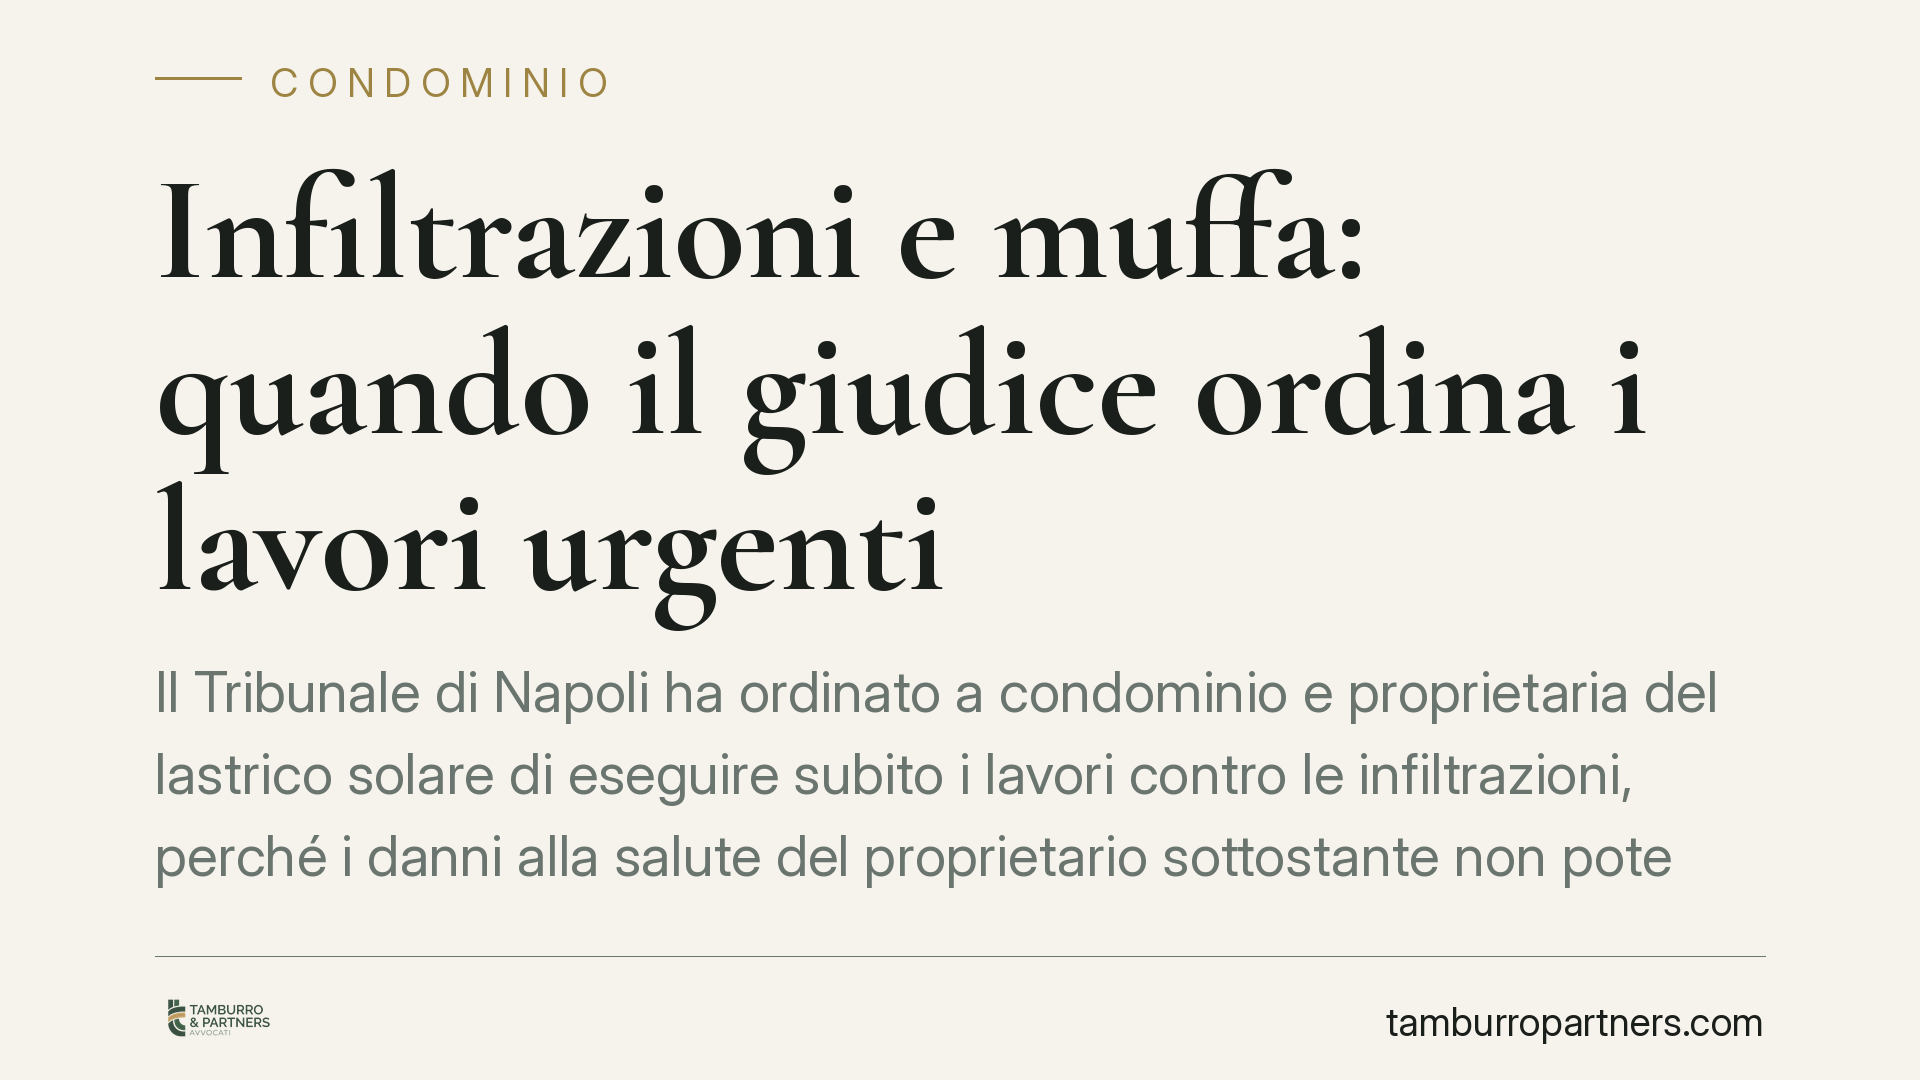 CONDOMINIO
Infiltrazioni e muffa:
quando il giudice ordina i
lavori urgenti
Il Tribunale di Napoli ha ordinato a condominio e proprietaria del
lastrico solare di eseguire subito i lavori contro le infiltrazioni,
perché i danni alla salute del proprietario sottostante non pote
TAMBURRO
& PARTNERS
AVVOCATI
tamburropartners.com